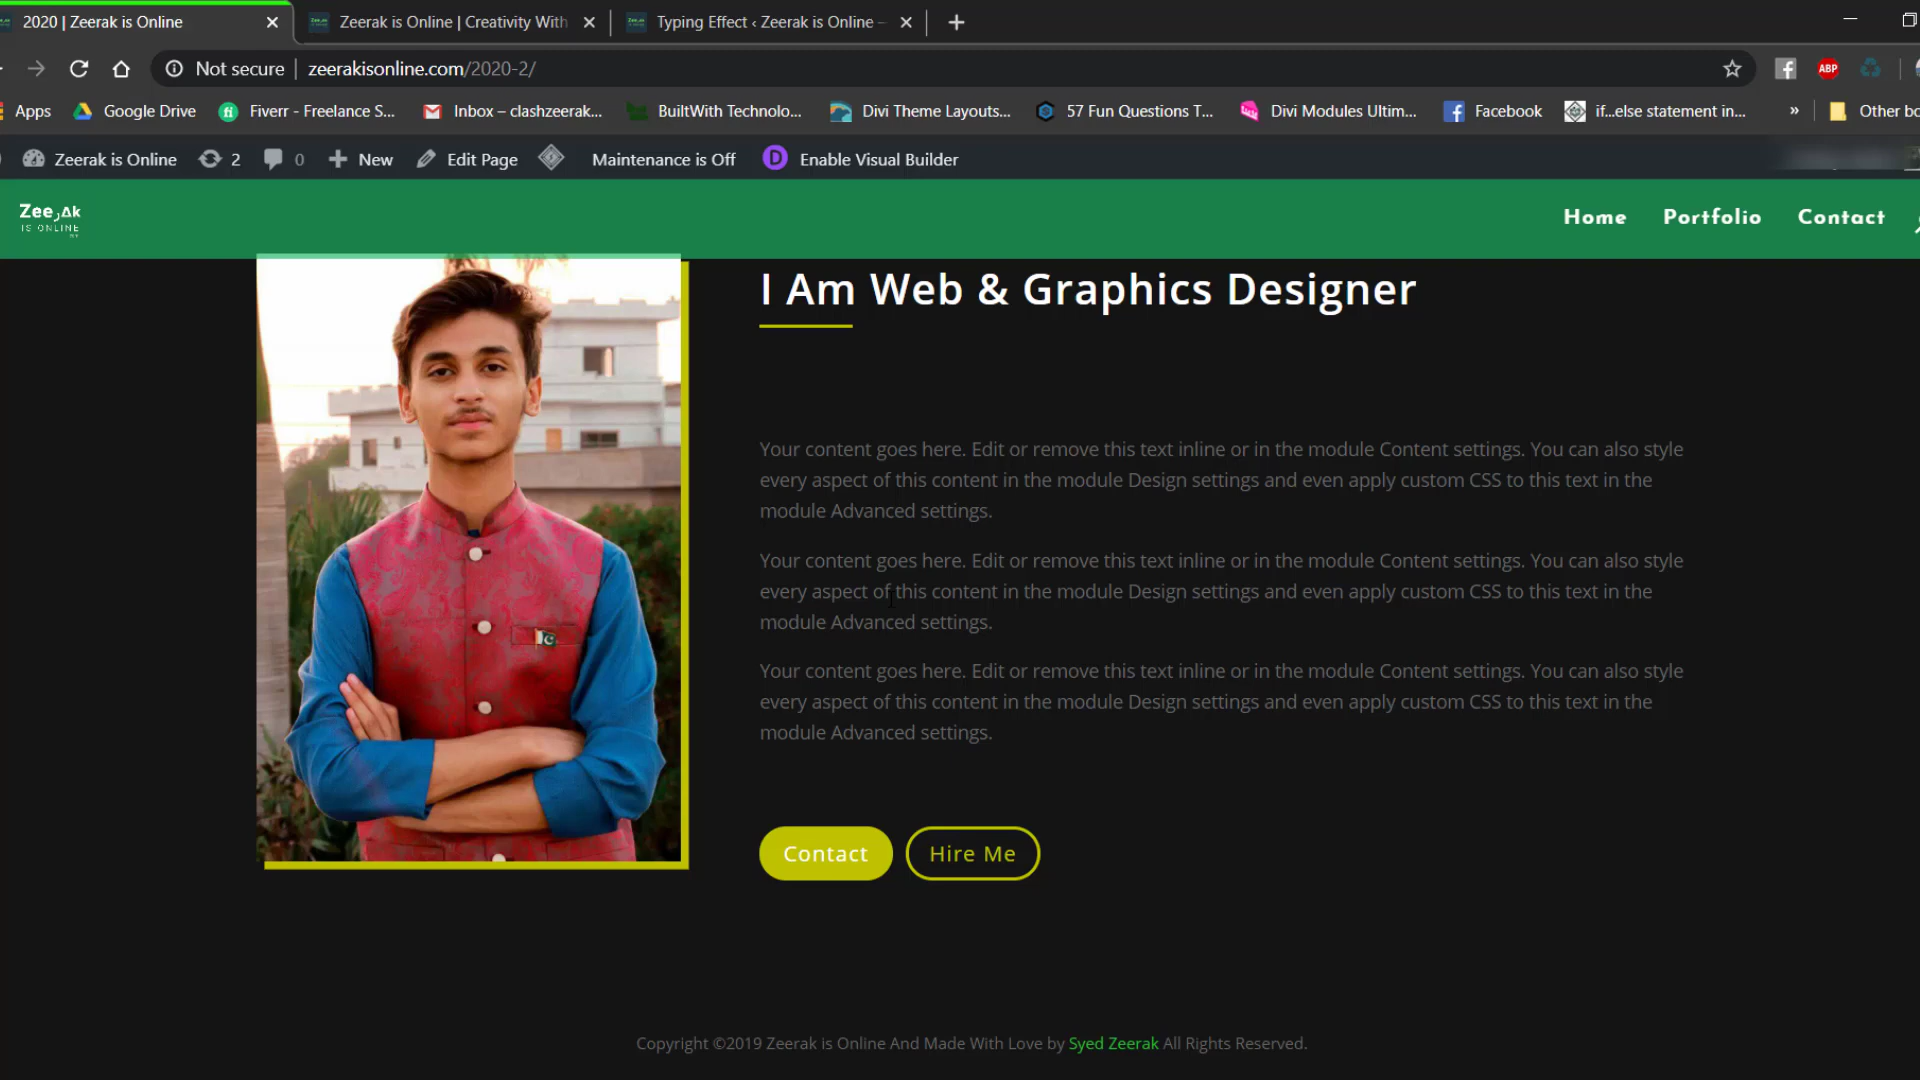 2020 | Zeerak is Online
Zeerak is Online | Creativity With
Typing Effect ‹ Zeerak is Online –
Not secure
zeerakisonline.com/2020-2/
ABP
Apps
Google Drive
Fiverr - Freelance S...
Inbox – clashzeerak...
BuiltWith Technolo...
Divi Theme Layouts...
57 Fun Questions T...
Divi Modules Ultim...
Facebook
if...else statement in...
»
Other bo
Zeerak is Online
2
0
New
Edit Page
Maintenance is Off
D
Enable Visual Builder
IS ONLINE
Home
Portfolio
Contact
I Am Web & Graphics Designer
Your content goes here. Edit or remove this text inline or in the module Content settings. You can also style
every aspect of this content in the module Design settings and even apply custom CSS to this text in the
module Advanced settings.
Your content goes here. Edit or remove this text inline or in the module Content settings. You can also style
every aspect of this content in the module Design settings and even apply custom CSS to this text in the
module Advanced settings.
Your content goes here. Edit or remove this text inline or in the module Content settings. You can also style
every aspect of this content in the module Design settings and even apply custom CSS to this text in the
module Advanced settings.
Contact
Hire Me
Copyright ©2019 Zeerak is Online And Made With Love by Syed Zeerak All Rights Reserved.